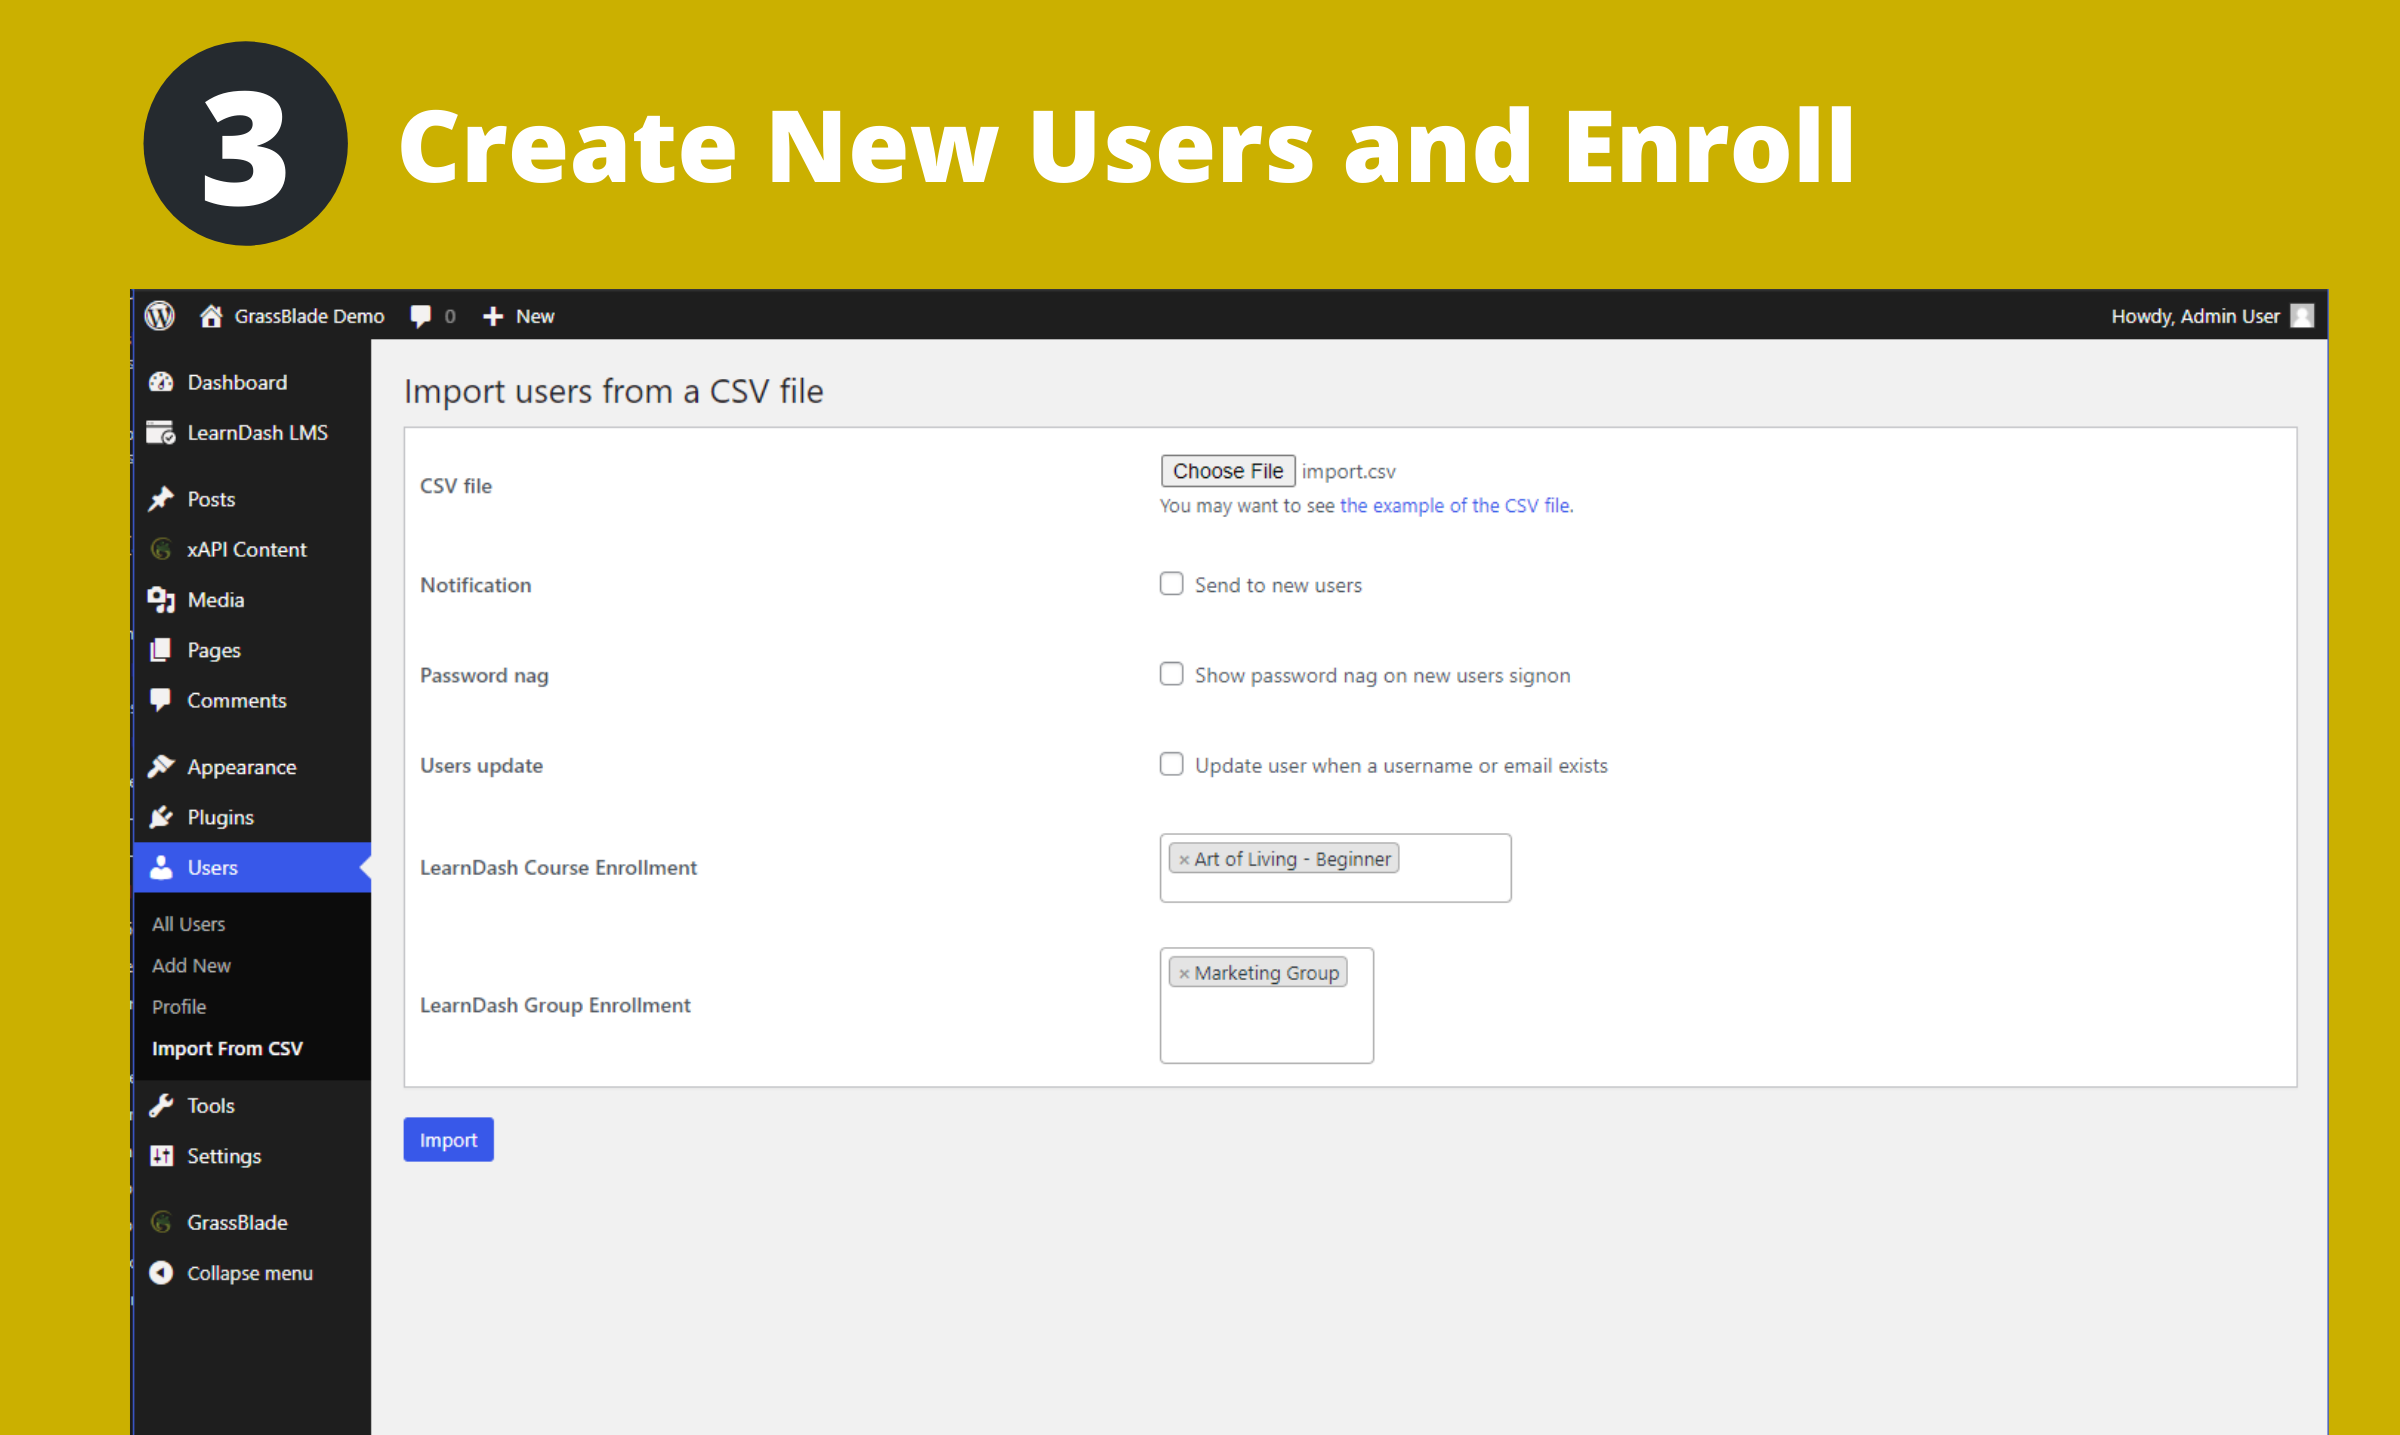 3
Create New Users and Enroll
GrassBlade Demo 0 New Howdy, Admin User
Dashboard
LearnDash LMS
Posts
xAPI Content
Media
Pages
Comments
Appearance
Plugins
Users
All Users
Add New
Profile
Import From CSV
Tools
Settings
GrassBlade
Collapse menu
Import users from a CSV file
CSV file
Choose File import.csv
You may want to see the example of the CSV file.
Notification
Send to new users
Password nag
Show password nag on new users signon
Users update
Update user when a username or email exists
LearnDash Course Enrollment
× Art of Living - Beginner
LearnDash Group Enrollment
× Marketing Group
Import